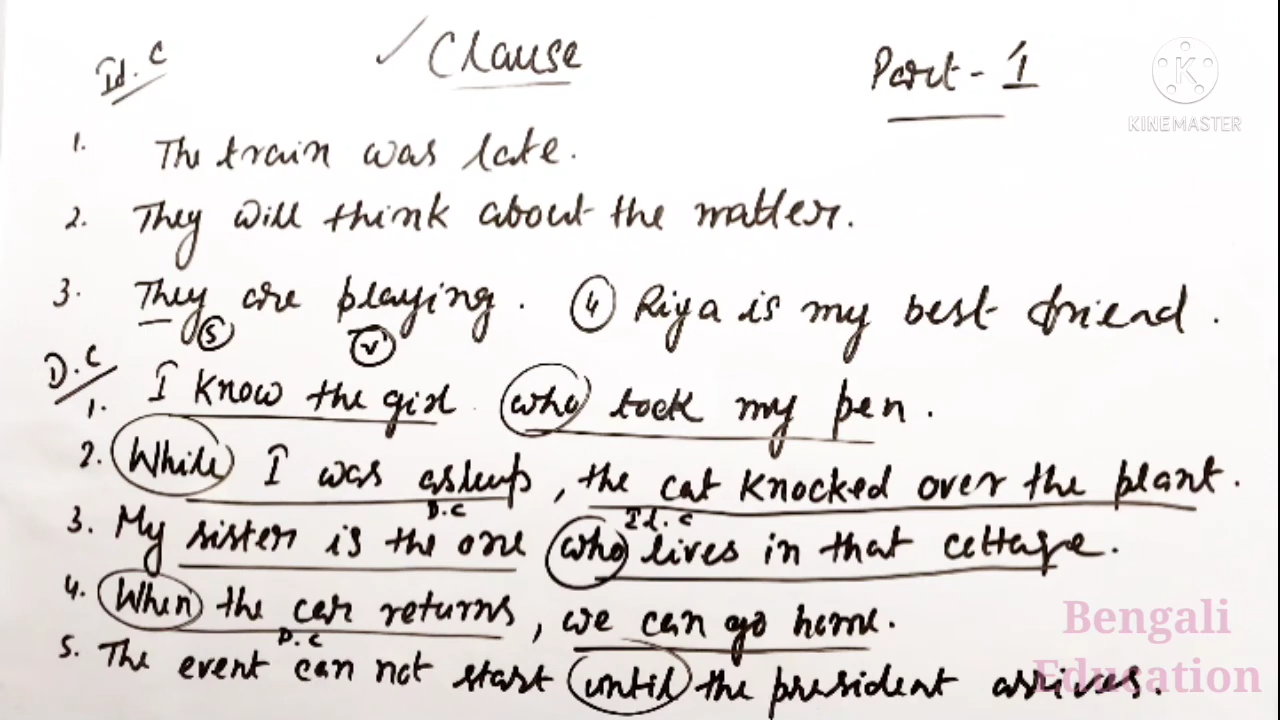 Id. C ✓ Clause Part - 1
K
KINEMASTER
1. The train was late.
2. They will think about the matter.
3. They are playing. ④ Riya is my best friend.
S V
D.C
1. I know the girl who took my pen.
2. While I was asleep, the cat knocked over the plant.
D.C Id. C
3. My sister is the one who lives in that cottage.
4. When the car returns, we can go home.
D.C
5. The event can not start until the president arrives.
Bengali
Education